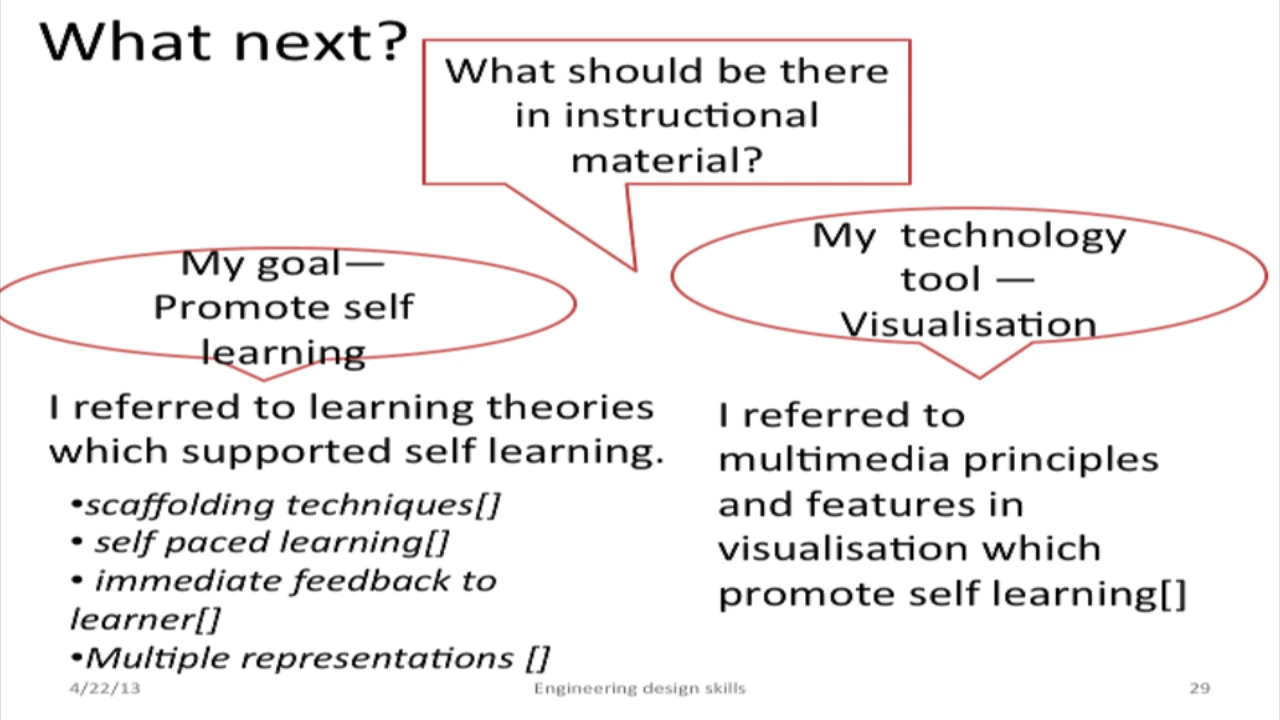 What next?
What should be there
in instructional
material?
My goal—
Promote self
learning
My technology
tool —
Visualisation
I referred to learning theories
which supported self learning.
•scaffolding techniques[]
• self paced learning[]
• immediate feedback to
learner[]
•Multiple representations []
I referred to
multimedia principles
and features in
visualisation which
promote self learning[]
4/22/13
Engineering design skills
29